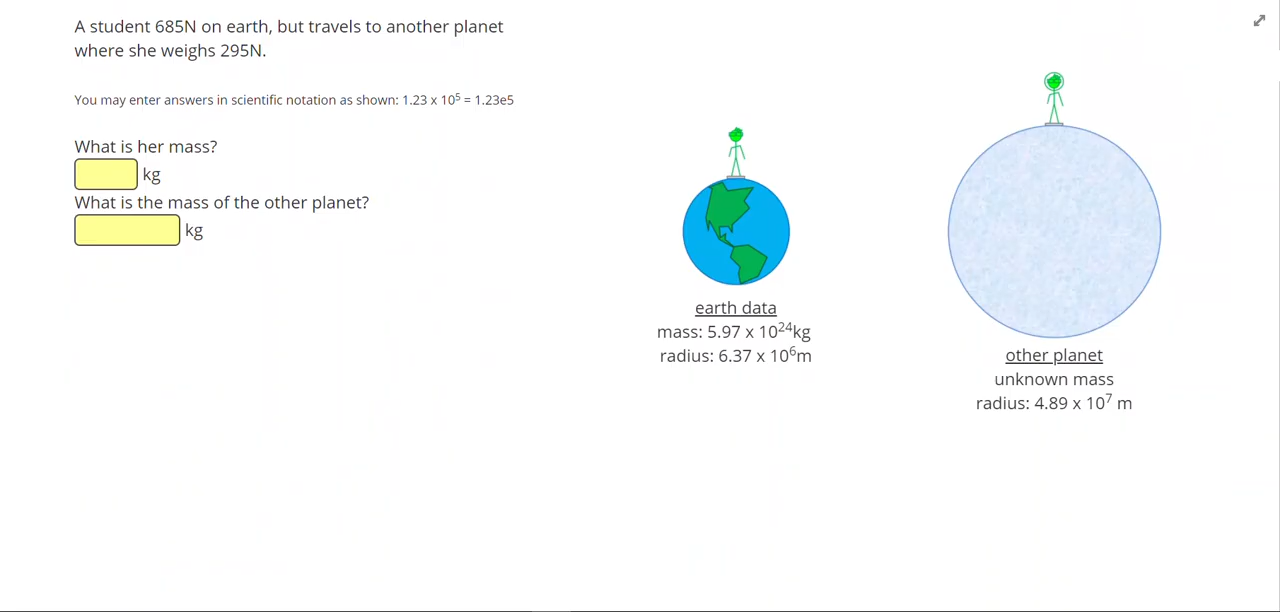 A student 685N on earth, but travels to another planet
where she weighs 295N.
You may enter answers in scientific notation as shown: 1.23 x 10⁵ = 1.23e5
What is her mass?
kg
What is the mass of the other planet?
kg
earth data
mass: 5.97 x 10²⁴kg
radius: 6.37 x 10⁶m
other planet
unknown mass
radius: 4.89 x 10⁷ m